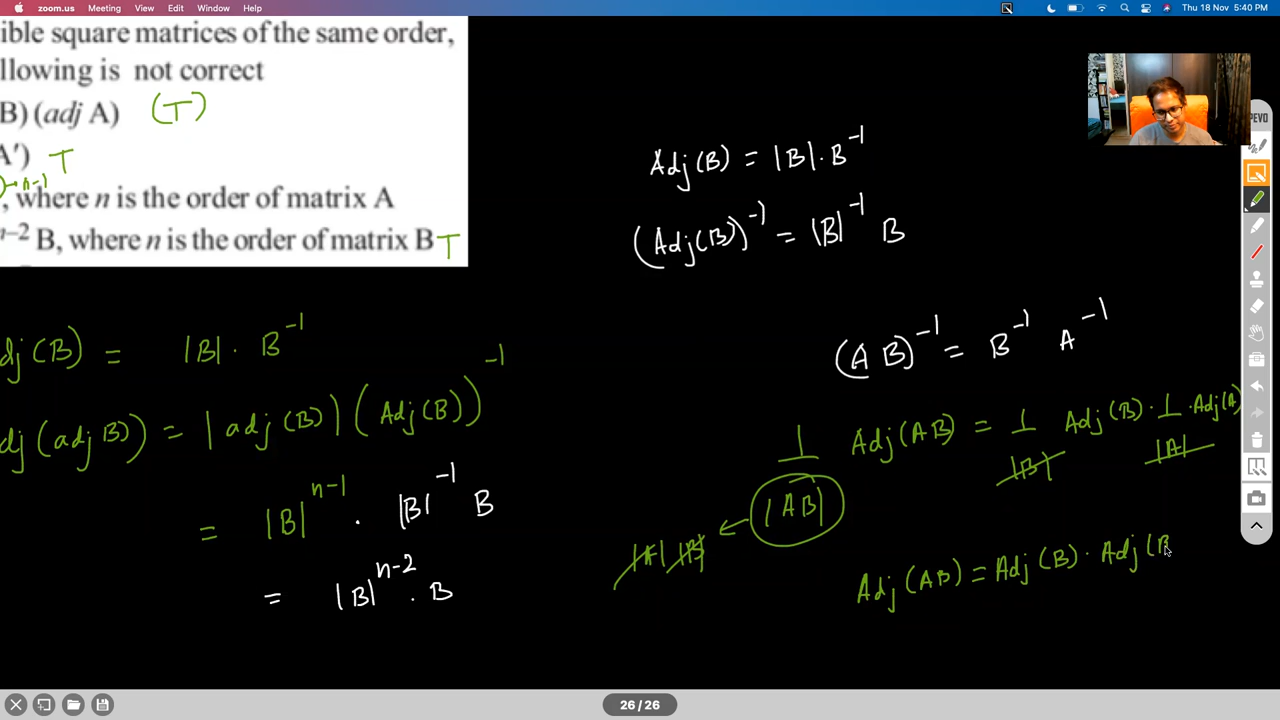 zoom.us Meeting View Edit Window Help Thu 18 Nov 5:40 PM
ible square matrices of the same order,
llowing is not correct
B) (adj A) (T)
A′) T
)→n-1
, where n is the order of matrix A
n−2 B, where n is the order of matrix B T
Adj(B) = |B| · B⁻¹
(Adj(B))⁻¹ = |B|⁻¹ B
(AB)⁻¹ = B⁻¹ A⁻¹
1/|AB| Adj(AB) = 1/|B| Adj(B) · 1/|A| · Adj(A)
|A| |B|
Adj(AB) = Adj(B) · Adj(B
dj(B) = |B| · B⁻¹
dj(adj B) = |adj(B)| (Adj(B))⁻¹
= |B|ⁿ⁻¹ · |B|⁻¹ B
= |B|ⁿ⁻² · B
26 / 26